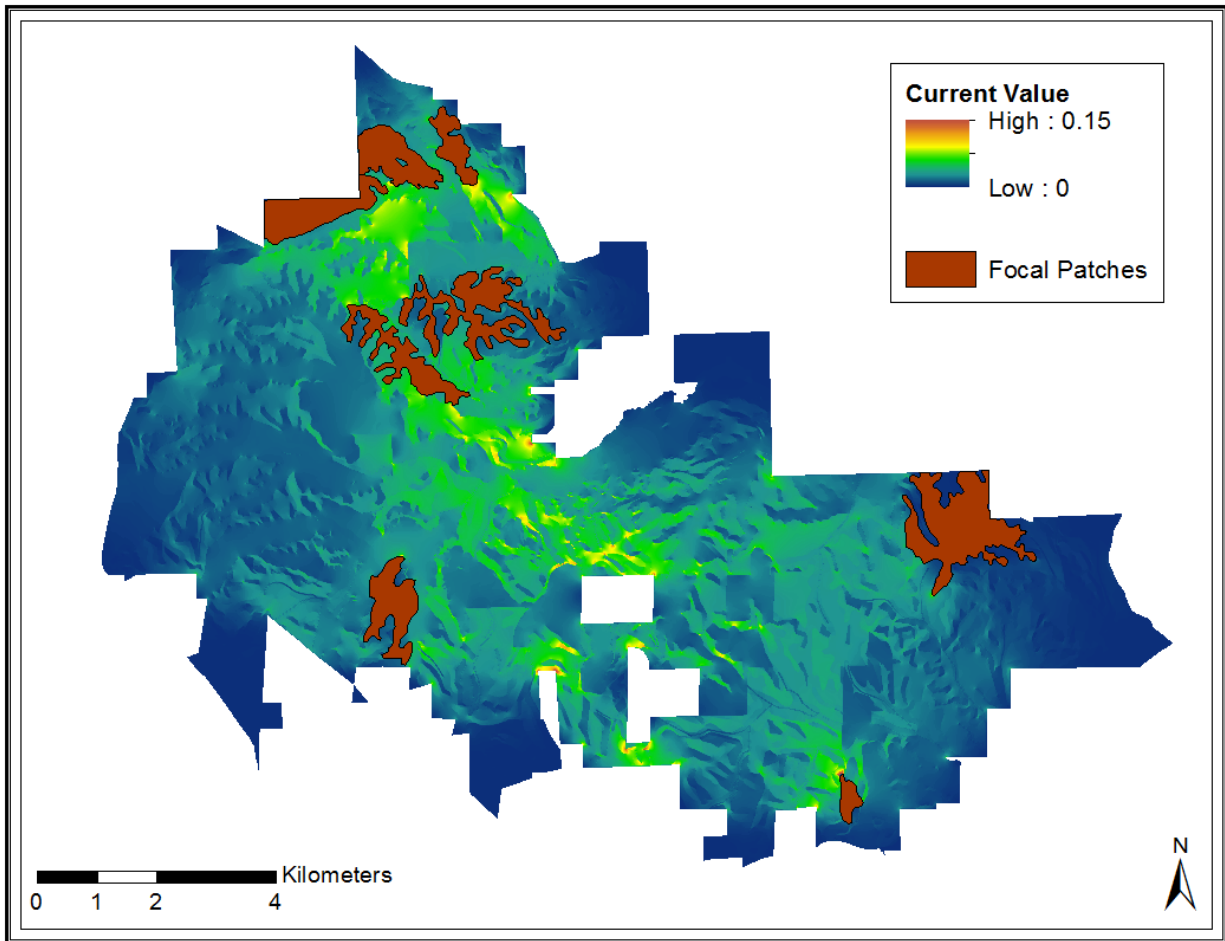 Current Value
High : 0.15
Low : 0
Focal Patches
N
Kilometers
0 1 2 4